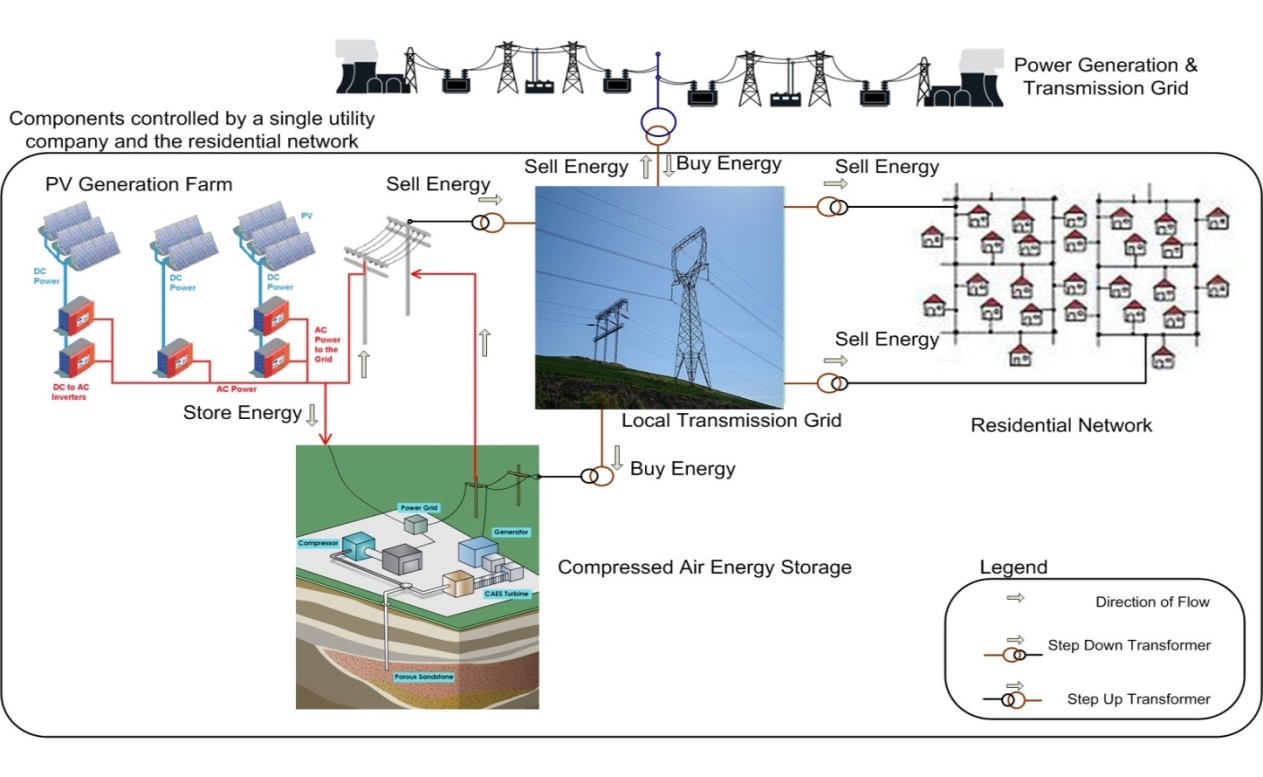 Power Generation &
Transmission Grid
Components controlled by a single utility
company and the residential network
Sell Energy
Buy Energy
Sell Energy
PV Generation Farm
Sell Energy
PV
DC
Power
DC
Power
DC
Power
AC
Power
to the
Grid
DC to AC
Inverters
AC Power
Sell Energy
Store Energy
Local Transmission Grid
Residential Network
Buy Energy
Power Grid
Generator
Compressor
CAES Turbine
Porous Sandstone
Compressed Air Energy Storage
Legend
Direction of Flow
Step Down Transformer
Step Up Transformer